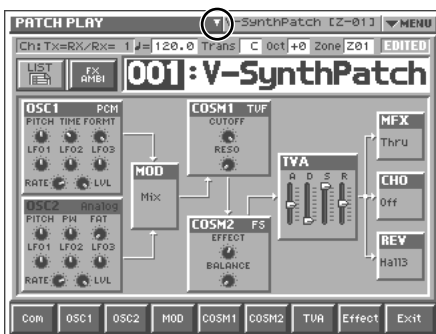 PATCH PLAY ▼ V-SynthPatch [Z-01] ▼MENU
Ch: Tx=RX/Rx= 1 ♩= 120.0 Trans C Oct +0 Zone Z01 EDITED
LIST FX AMBI 001:V-SynthPatch
OSC1 PCM
PITCH TIME FORMT
LFO1 LFO2 LFO3
RATE LVL
OSC2 Analog
PITCH PW FAT
LFO1 LFO2 LFO3
RATE LVL
MOD
Mix
COSM1 TVF
CUTOFF
RESO
COSM2 FS
EFFECT
BALANCE
TVA
A D S R
MFX
Thru
CHO
Off
REV
Hall3
Com OSC1 OSC2 MOD COSM1 COSM2 TVA Effect Exit